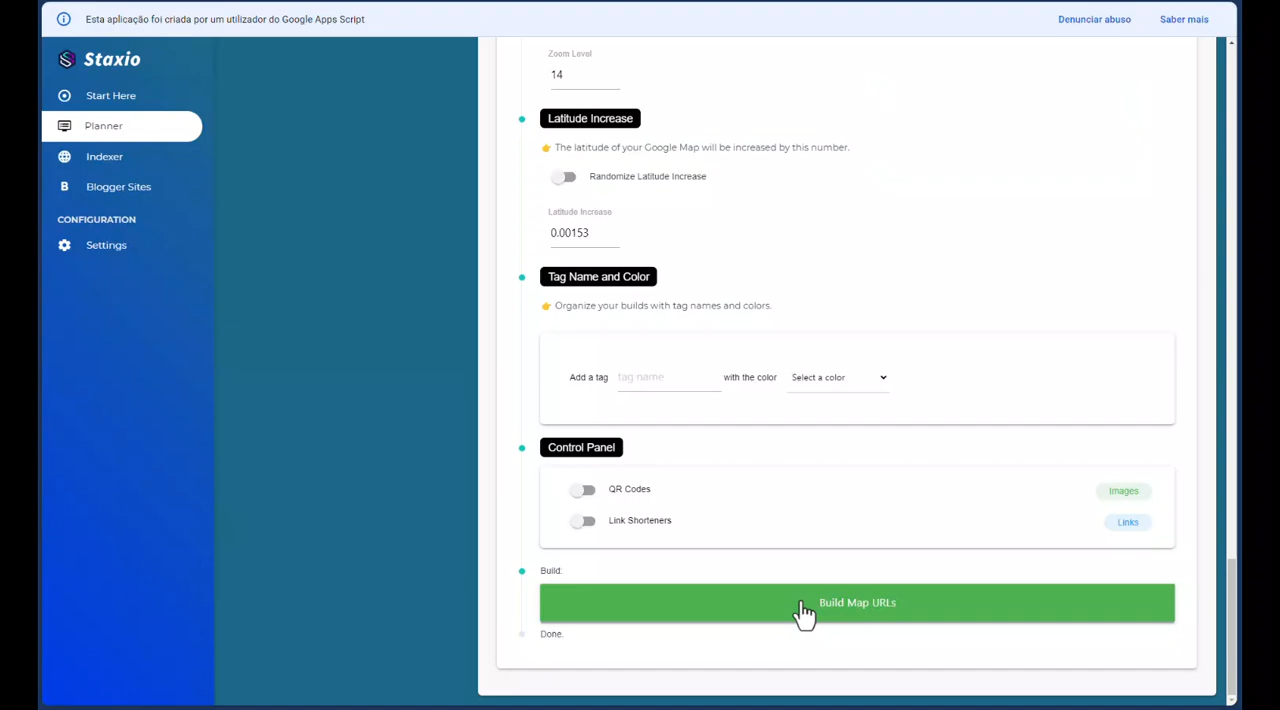 Esta aplicação foi criada por um utilizador do Google Apps Script
Denunciar abuso
Saber mais
Staxio
Start Here
Planner
Indexer
B Blogger Sites
CONFIGURATION
Settings
Zoom Level
14
Latitude Increase
👉 The latitude of your Google Map will be increased by this number.
Randomize Latitude Increase
Latitude Increase
0.00153
Tag Name and Color
👉 Organize your builds with tag names and colors.
Add a tag tag name with the color Select a color
Control Panel
QR Codes Images
Link Shorteners Links
Build:
Build Map URLs
Done.